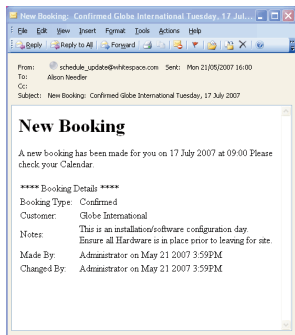 New Booking: Confirmed Globe International Tuesday, 17 Jul...
File Edit View Insert Format Tools Actions Help
Reply Reply to All Forward
From: schedule_update@whitespace.com Sent: Mon 21/05/2007 16:00
To: Alison Needler
Cc:
Subject: New Booking: Confirmed Globe International Tuesday, 17 July 2007
New Booking
A new booking has been made for you on 17 July 2007 at 09:00 Please
check your Calendar.
**** Booking Details ****
Booking Type: Confirmed
Customer: Globe International
Notes: This is an installation/software configuration day.
Ensure all Hardware is in place prior to leaving for site.
Made By: Administrator on May 21 2007 3:59PM
Changed By: Administrator on May 21 2007 3:59PM